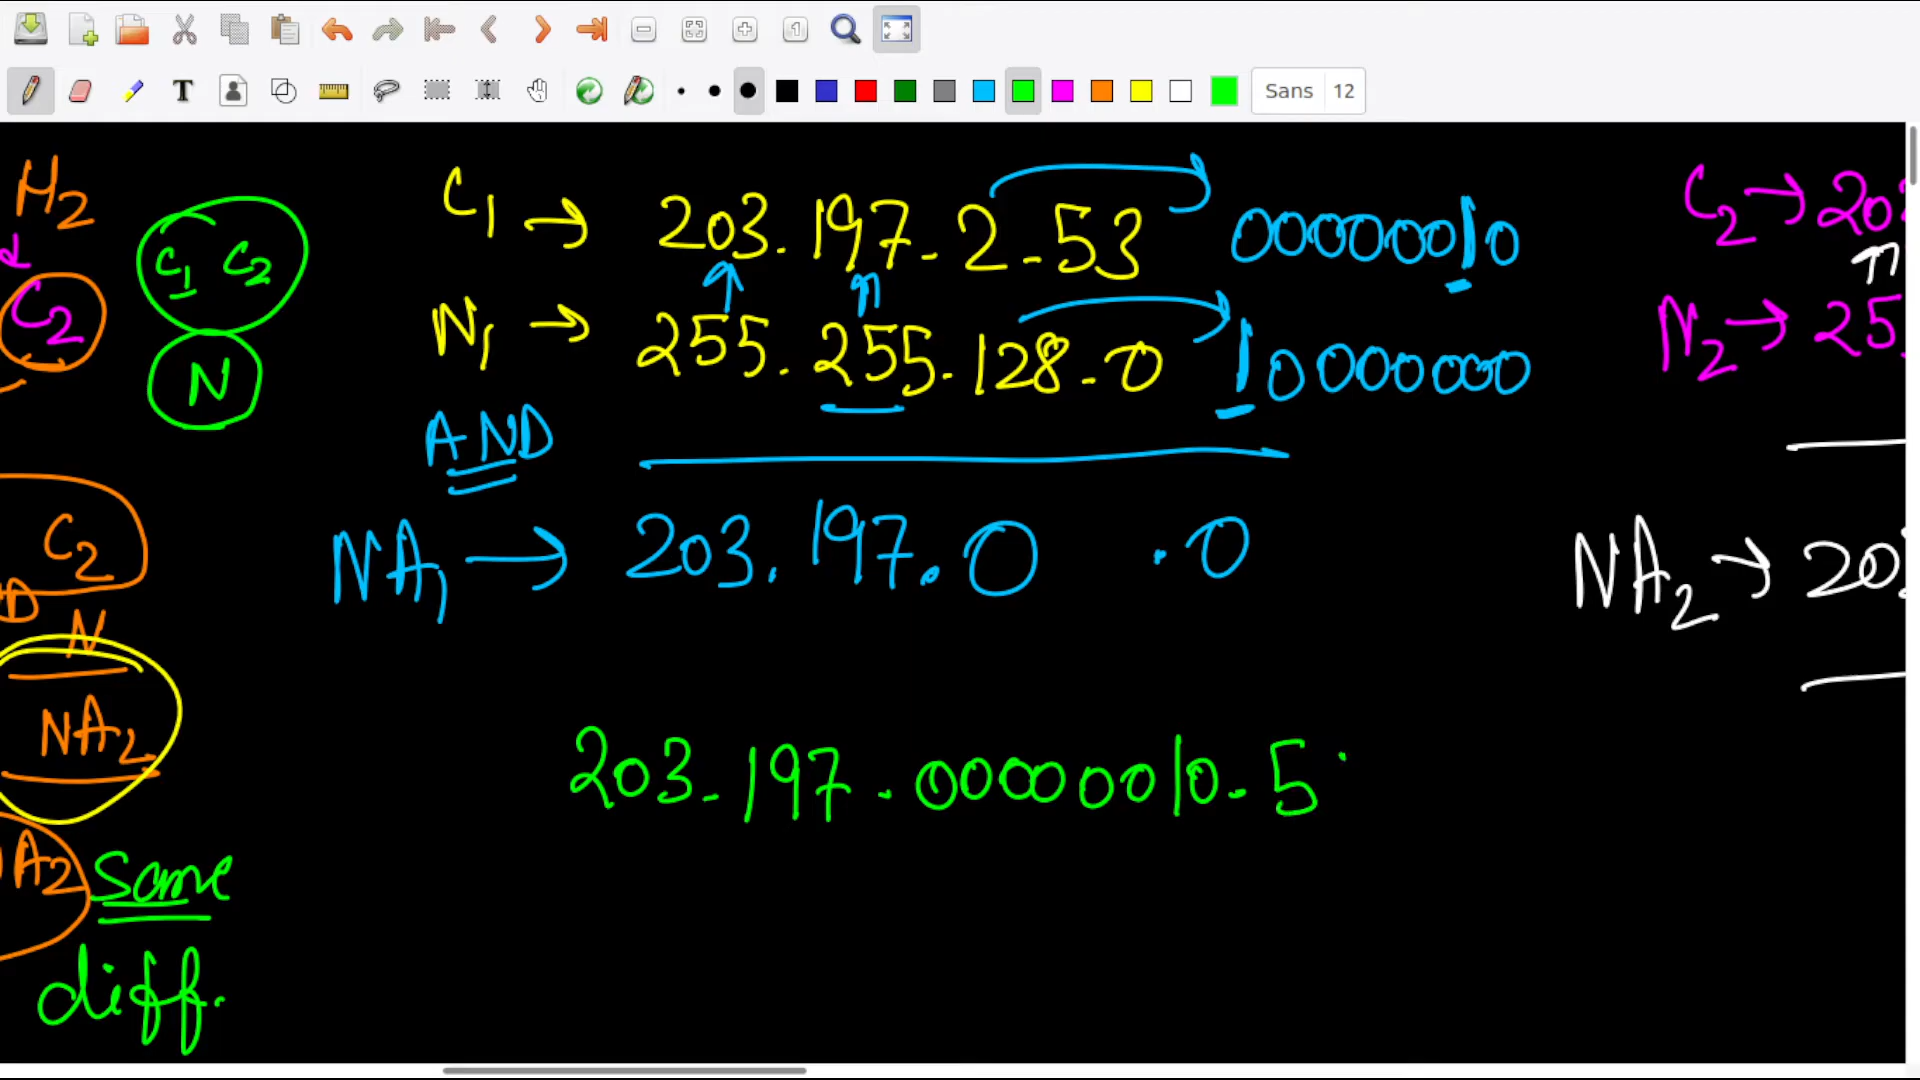 Sans 12
H2
C2
C1 C2
N
C1 → 203.197.2.53 00000010
N1 → 255.255.128.0 10000000
AND
NA1 → 203.197.0 .0
C2 → 20
N2 → 25
NA2 → 20
C2
N
NA2
A2 Same
diff.
203.197.00000010.5